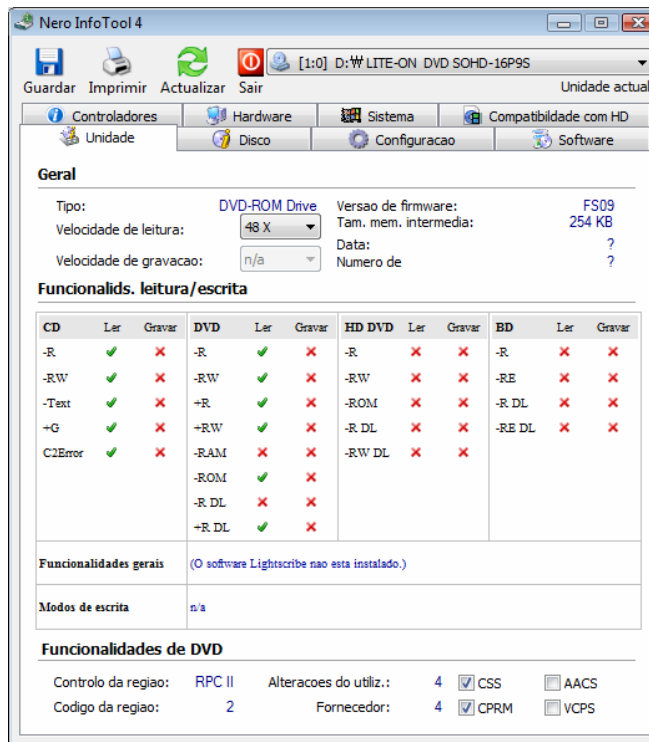 Nero InfoTool 4
[1:0] D:₩ LITE-ON DVD SOHD-16P9S
Guardar Imprimir Actualizar Sair Unidade actual
Controladores Hardware Sistema Compatibildade com HD
Unidade Disco Configuracao Software
Geral
Tipo: DVD-ROM Drive Versao de firmware: FS09
Velocidade de leitura: 48 X Tam. mem. intermedia: 254 KB
Data: ?
Velocidade de gravacao: n/a Numero de ?
Funcionalids. leitura/escrita
CD Ler Gravar DVD Ler Gravar HD DVD Ler Gravar BD Ler Gravar
-R -R -R -R
-RW -RW -RW -RE
-Text +R -ROM -R DL
+G +RW -R DL -RE DL
C2Error -RAM -RW DL
-ROM
-R DL
+R DL
Funcionalidades gerais (O software Lightscribe nao esta instalado.)
Modos de escrita n/a
Funcionalidades de DVD
Controlo da regiao: RPC II Alteracoes do utiliz.: 4 CSS AACS
Codigo da regiao: 2 Fornecedor: 4 CPRM VCPS